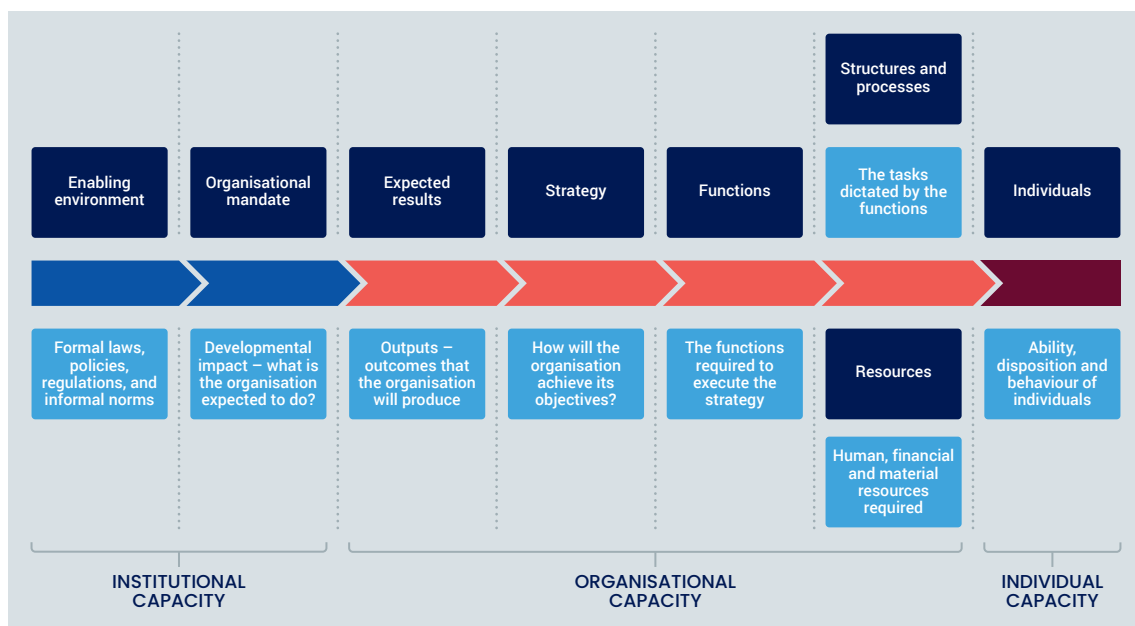 Structures and
processes
Enabling
environment
Organisational
mandate
Expected
results
Strategy
Functions
The tasks
dictated by the
functions
Individuals
Formal laws,
policies,
regulations, and
informal norms
Developmental
impact – what is
the organisation
expected to do?
Outputs –
outcomes that
the organisation
will produce
How will the
organisation
achieve its
objectives?
The functions
required to
execute the
strategy
Resources
Ability,
disposition and
behaviour of
individuals
Human, financial
and material
resources
required
INSTITUTIONAL
CAPACITY
ORGANISATIONAL
CAPACITY
INDIVIDUAL
CAPACITY